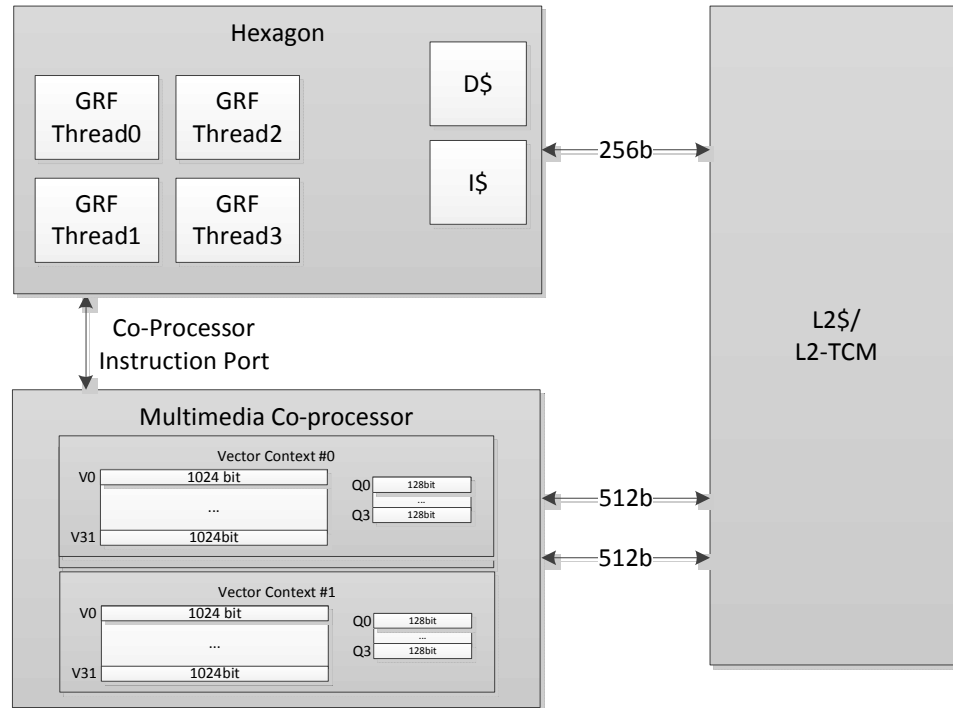 Hexagon
GRF
Thread0
GRF
Thread2
GRF
Thread1
GRF
Thread3
D$
I$
256b
L2$/
L2-TCM
Co-Processor
Instruction Port
Multimedia Co-processor
Vector Context #0
V0
1024 bit
...
V31
1024bit
Q0
128bit
...
Q3
128bit
512b
512b
Vector Context #1
V0
1024 bit
...
V31
1024bit
Q0
128bit
...
Q3
128bit